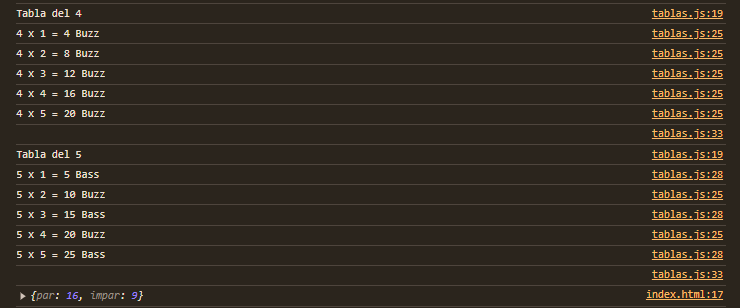 Tabla del 4 tablas.js:19
4 x 1 = 4 Buzz tablas.js:25
4 x 2 = 8 Buzz tablas.js:25
4 x 3 = 12 Buzz tablas.js:25
4 x 4 = 16 Buzz tablas.js:25
4 x 5 = 20 Buzz tablas.js:25
tablas.js:33
Tabla del 5 tablas.js:19
5 x 1 = 5 Bass tablas.js:28
5 x 2 = 10 Buzz tablas.js:25
5 x 3 = 15 Bass tablas.js:28
5 x 4 = 20 Buzz tablas.js:25
5 x 5 = 25 Bass tablas.js:28
tablas.js:33
{par: 16, impar: 9} index.html:17